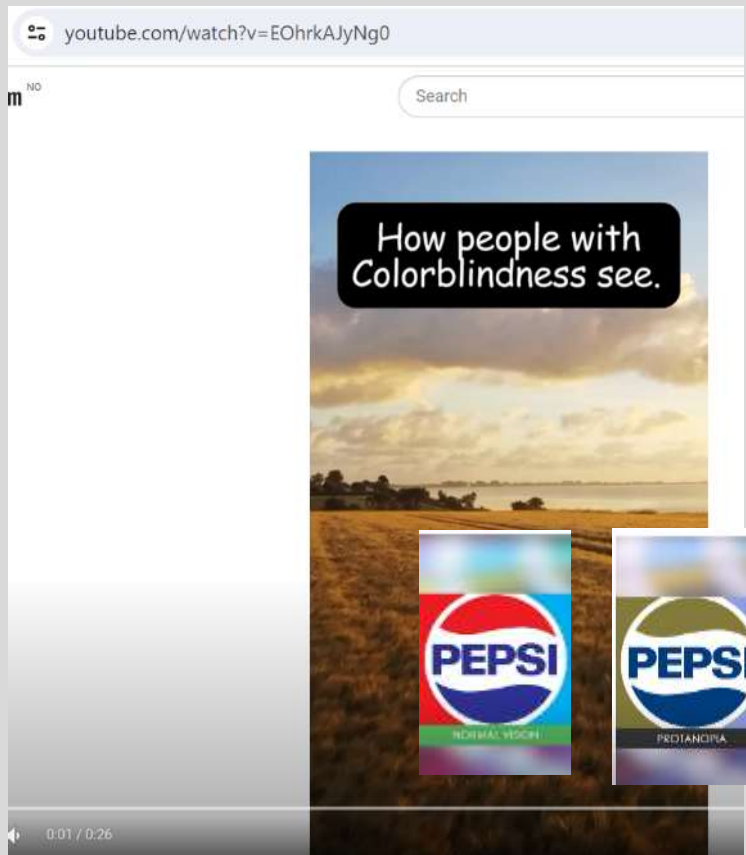 youtube.com/watch?v=EOhrkAJyNg0
m NO
Search
How people with
Colorblindness see.
PEPSI
NORMAL VISION
PEPSI
PROTANOPIA
0:01 / 0:26